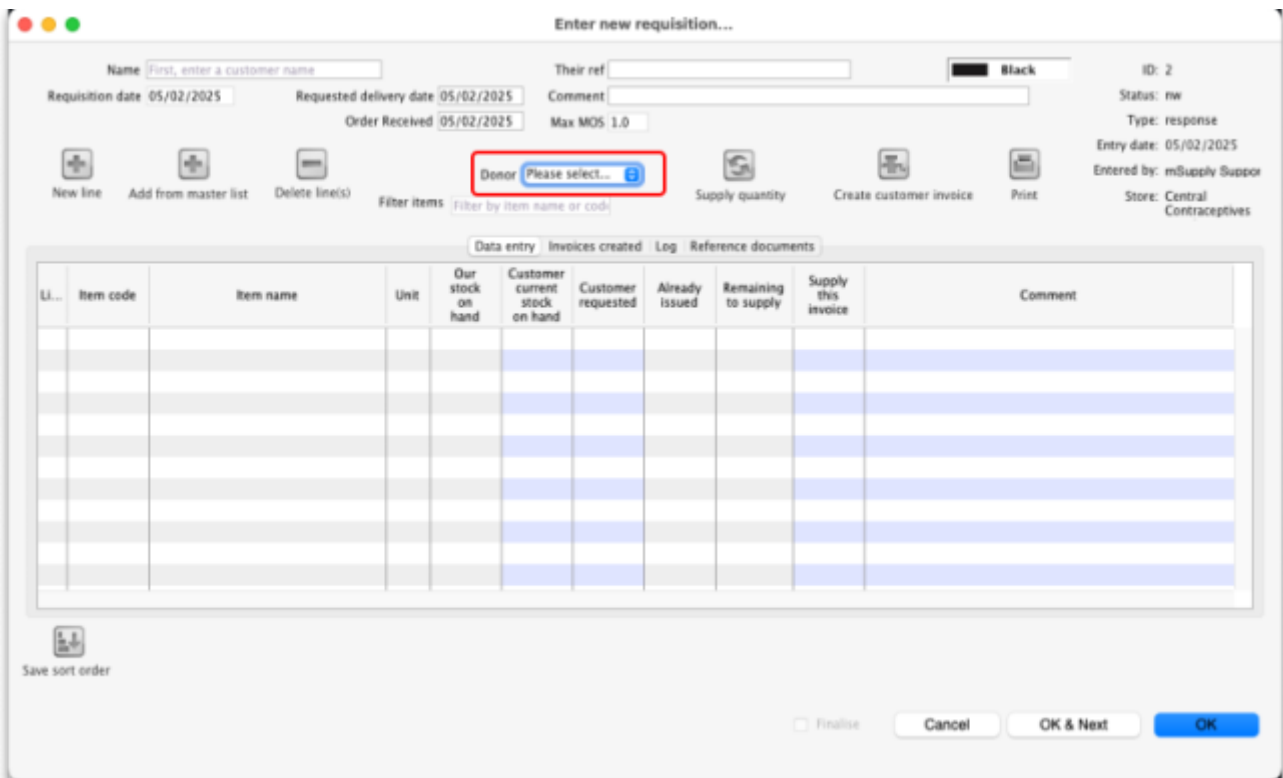 Enter new requisition...
Name First, enter a customer name Their ref Black ID: 2
Requisition date 05/02/2025 Requested delivery date 05/02/2025 Comment Status: nw
Order Received 05/02/2025 Max MOS 1.0 Type: response
Entry date: 05/02/2025
Donor Please select... Entered by: mSupply Suppor
New line Add from master list Delete line(s) Filter items Filter by item name or code Supply quantity Create customer invoice Print Store: Central
Contraceptives
Data entry Invoices created Log Reference documents
Li... Item code Item name Unit Our stock on hand Customer current stock on hand Customer requested Already issued Remaining to supply Supply this invoice Comment
Save sort order
Finalise Cancel OK & Next OK